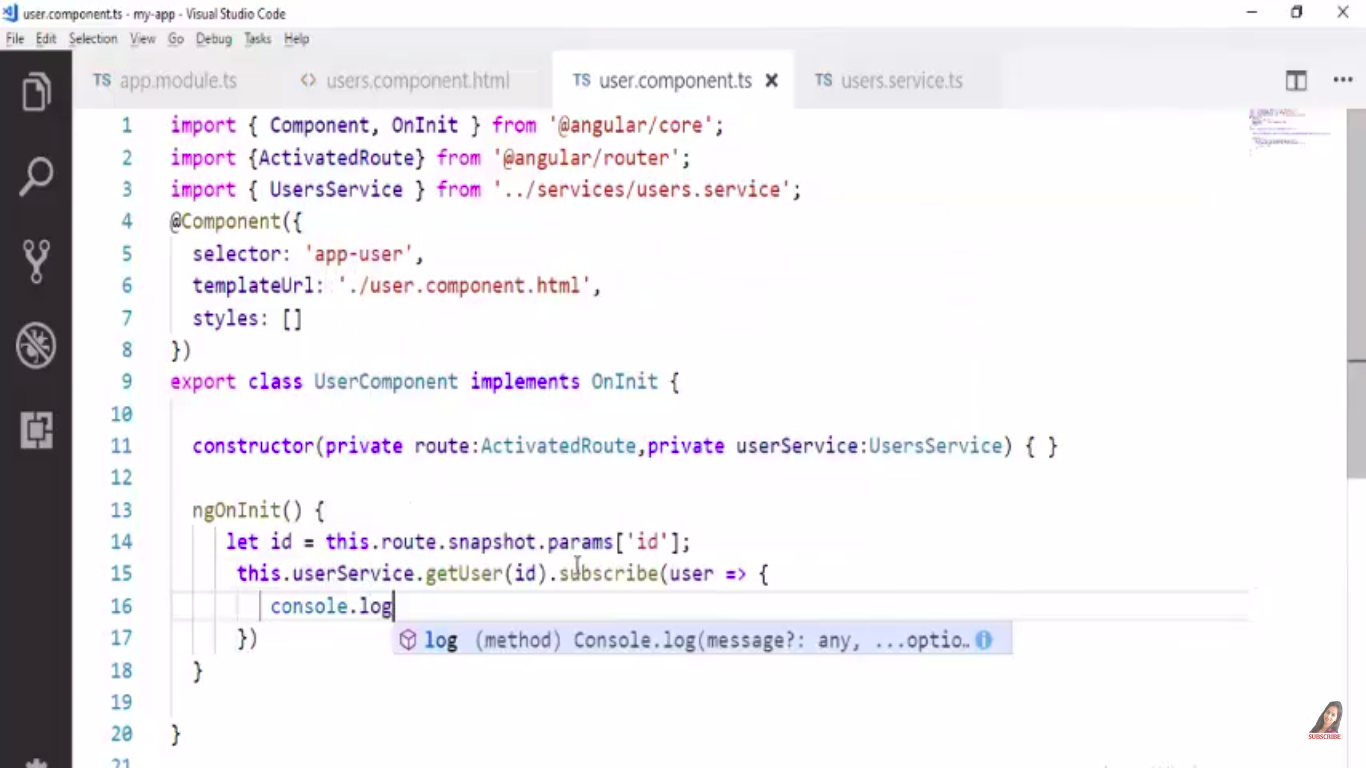 user.component.ts - my-app - Visual Studio Code
File Edit Selection View Go Debug Tasks Help
TS app.module.ts <> users.component.html TS user.component.ts × TS users.service.ts ...
1 import { Component, OnInit } from '@angular/core';
2 import {ActivatedRoute} from '@angular/router';
3 import { UsersService } from '../services/users.service';
4 @Component({
5 selector: 'app-user',
6 templateUrl: './user.component.html',
7 styles: []
8 })
9 export class UserComponent implements OnInit {
10
11 constructor(private route:ActivatedRoute,private userService:UsersService) { }
12
13 ngOnInit() {
14 let id = this.route.snapshot.params['id'];
15 this.userService.getUser(id).subscribe(user => {
16 console.log
17 })
log (method) Console.log(message?: any, ...optio..
18 }
19
20 }
21
SUBSCRIBE